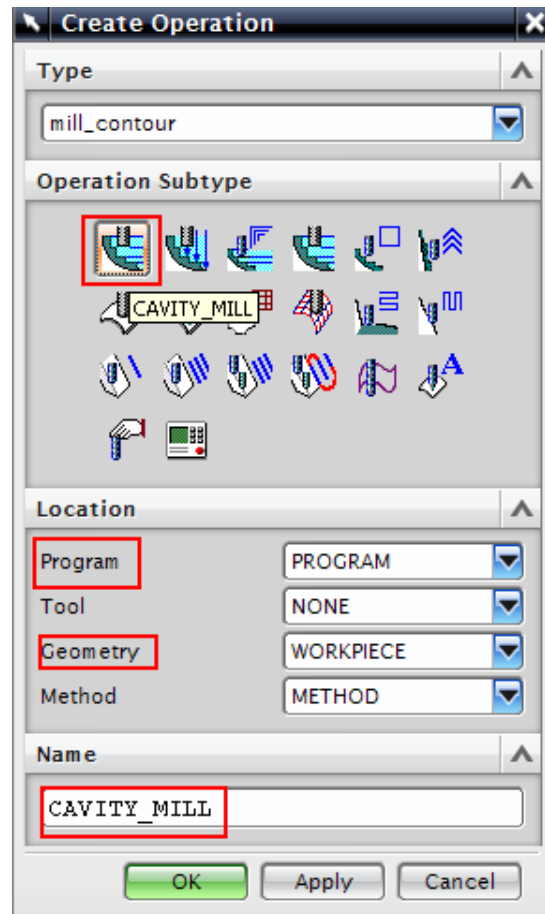 Create Operation
Type
mill_contour
Operation Subtype
CAVITY_MILL
A
Location
Program PROGRAM
Tool NONE
Geometry WORKPIECE
Method METHOD
Name
CAVITY_MILL
OK Apply Cancel